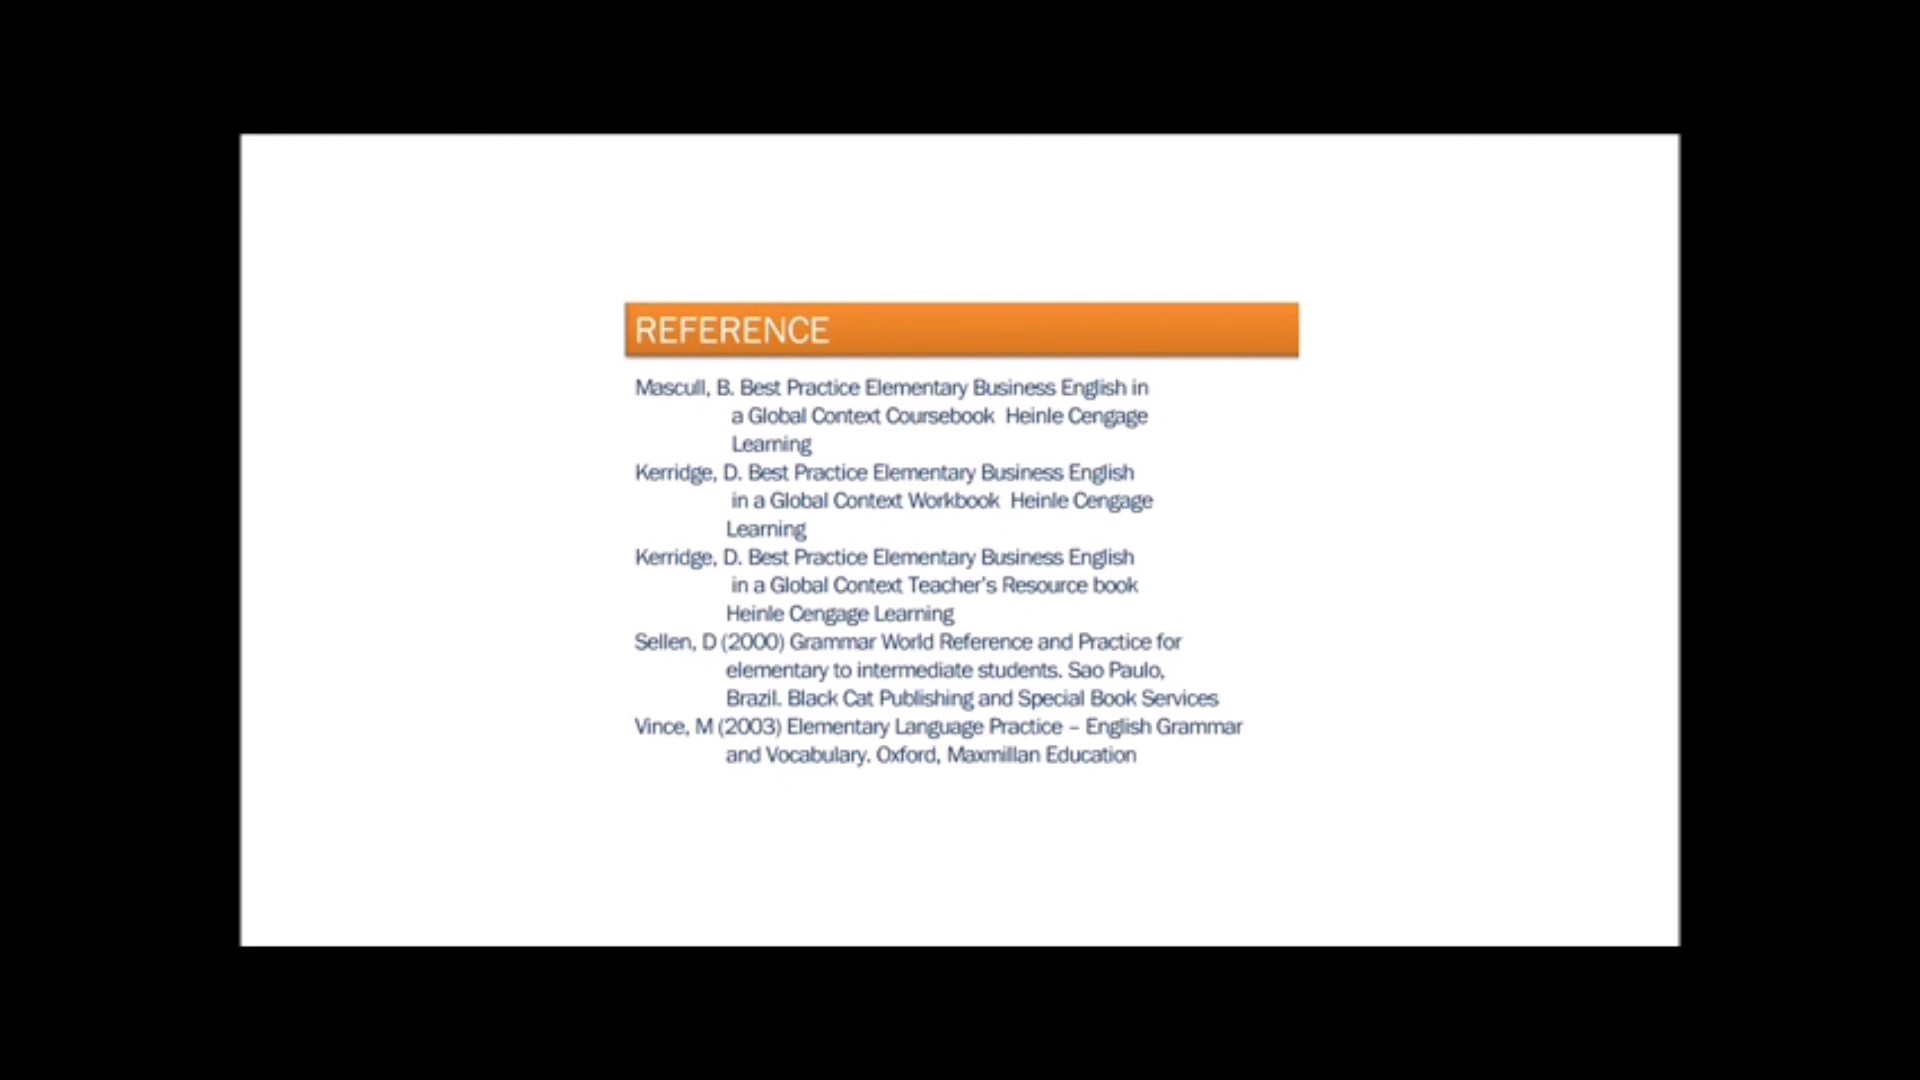 REFERENCE
Mascull, B. Best Practice Elementary Business English in
a Global Context Coursebook Heinle Cengage
Learning
Kerridge, D. Best Practice Elementary Business English
in a Global Context Workbook Heinle Cengage
Learning
Kerridge, D. Best Practice Elementary Business English
in a Global Context Teacher's Resource book
Heinle Cengage Learning
Sellen, D (2000) Grammar World Reference and Practice for
elementary to intermediate students. Sao Paulo,
Brazil. Black Cat Publishing and Special Book Services
Vince, M (2003) Elementary Language Practice – English Grammar
and Vocabulary. Oxford, Maxmillan Education